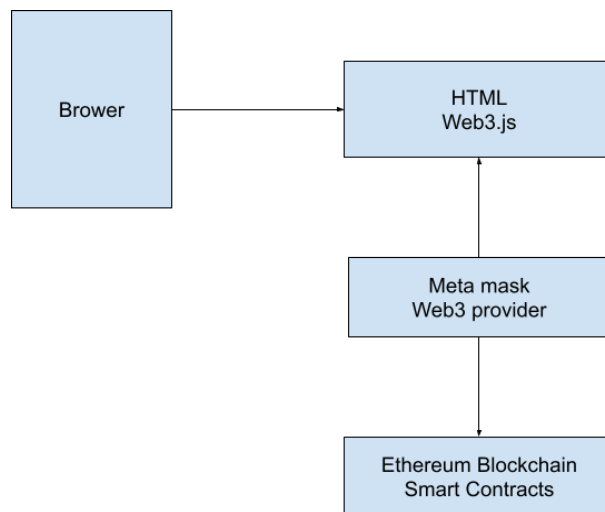 Brower
HTML
Web3.js
Meta mask
Web3 provider
Ethereum Blockchain
Smart Contracts